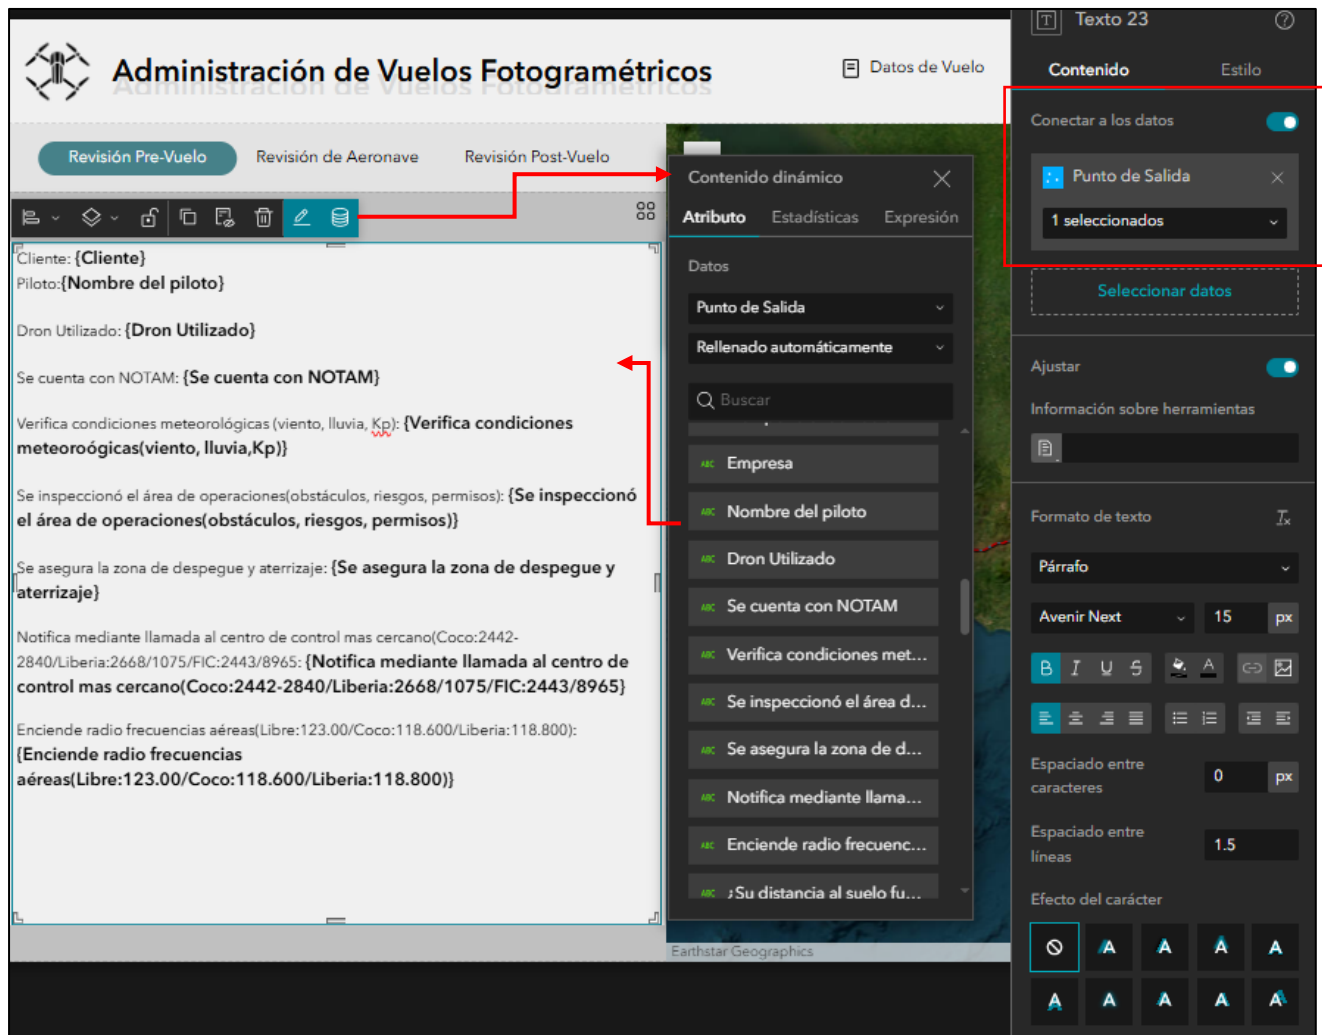 Administración de Vuelos Fotogramétricos
Datos de Vuelo
Revisión Pre-Vuelo
Revisión de Aeronave
Revisión Post-Vuelo
Cliente: {Cliente}
Piloto:{Nombre del piloto}
Dron Utilizado: {Dron Utilizado}
Se cuenta con NOTAM: {Se cuenta con NOTAM}
Verifica condiciones meteorológicas (viento, lluvia, Kp): {Verifica condiciones
meteoroógicas(viento, lluvia,Kp)}
Se inspeccionó el área de operaciones(obstáculos, riesgos, permisos): {Se inspeccionó
el área de operaciones(obstáculos, riesgos, permisos)}
Se asegura la zona de despegue y aterrizaje: {Se asegura la zona de despegue y
aterrizaje}
Notifica mediante llamada al centro de control mas cercano(Coco:2442-
2840/Liberia:2668/1075/FIC:2443/8965: {Notifica mediante llamada al centro de
control mas cercano(Coco:2442-2840/Liberia:2668/1075/FIC:2443/8965}
Enciende radio frecuencias aéreas(Libre:123.00/Coco:118.600/Liberia:118.800):
{Enciende radio frecuencias
aéreas(Libre:123.00/Coco:118.600/Liberia:118.800)}
Contenido dinámico
Atributo
Estadísticas
Expresión
Datos
Punto de Salida
Rellenado automáticamente
Buscar
ABC Empresa
ABC Nombre del piloto
ABC Dron Utilizado
ABC Se cuenta con NOTAM
ABC Verifica condiciones met...
ABC Se inspeccionó el área d...
ABC Se asegura la zona de d...
ABC Notifica mediante llama...
ABC Enciende radio frecuenc...
ABC ¿Su distancia al suelo fu...
Earthstar Geographics
Texto 23
Contenido
Estilo
Conectar a los datos
Punto de Salida
1 seleccionados
Seleccionar datos
Ajustar
Información sobre herramientas
Formato de texto
Párrafo
Avenir Next
15
px
B I U S A
Espaciado entre
caracteres
0
px
Espaciado entre
líneas
1.5
Efecto del carácter
A A A A
A A A A A